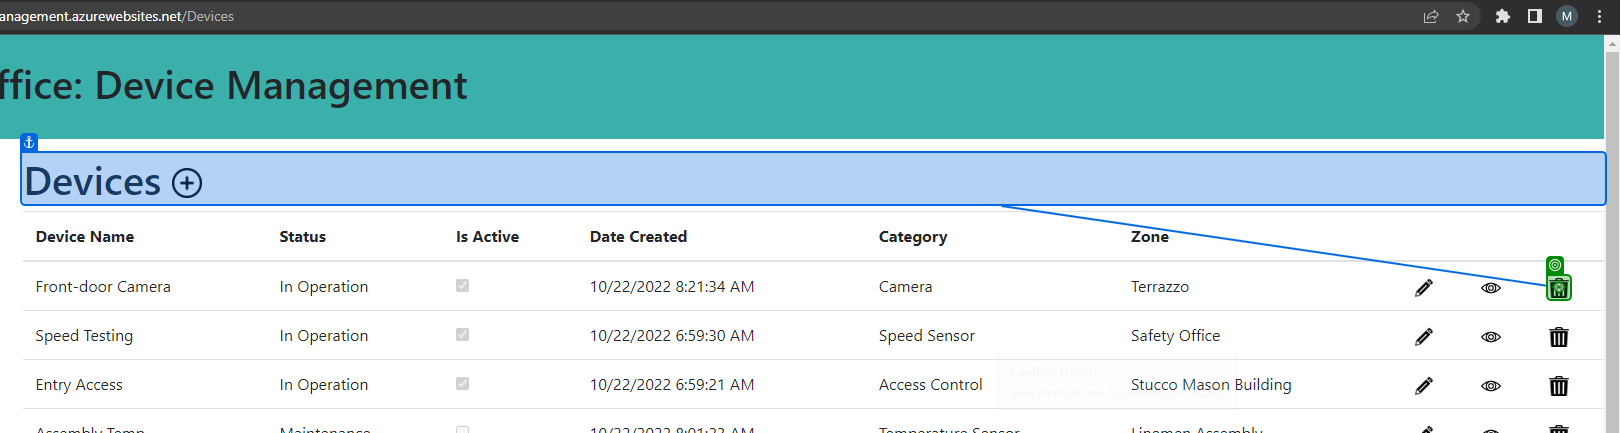 anagement.azurewebsites.net/Devices
M
ffice: Device Management
Devices
Device Name Status Is Active Date Created Category Zone
Front-door Camera In Operation 10/22/2022 8:21:34 AM Camera Terrazzo
Speed Testing In Operation 10/22/2022 6:59:30 AM Speed Sensor Safety Office
Confirm (Enter)
Entry Access In Operation 10/22/2022 6:59:21 AM Access Control Stucco Mason Building
Save changes and close
Assembly Temp Maintenance 10/22/2022 8:01:23 AM Temperature Sensor Linemen Assembly